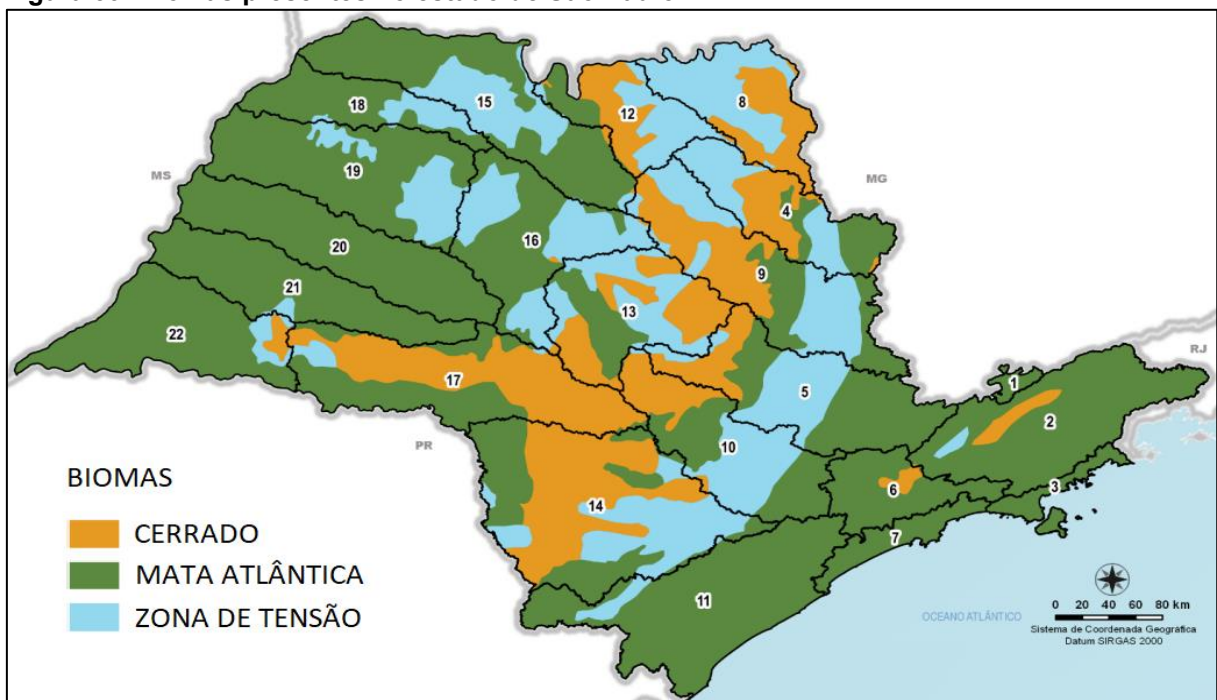 15
18
12
8
MS
19
MG
4
16
20
9
21
13
22
RJ
1
5
17
2
10
PR
BIOMAS
6
3
14
7
CERRADO
MATA ATLÂNTICA
11
ZONA DE TENSÃO
OCEANO ATLÂNTICO
0 20 40 60 80 km
Sistema de Coordenada Geográfica
Datum SIRGAS 2000